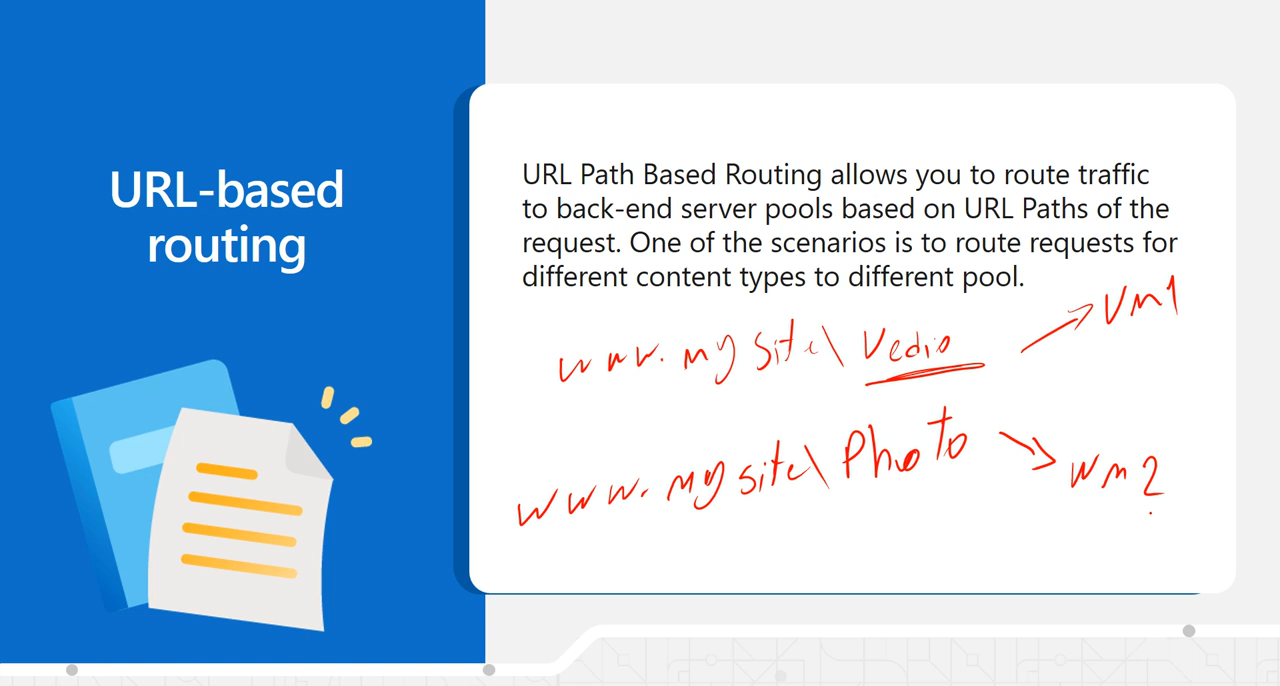 URL-based
routing
URL Path Based Routing allows you to route traffic
to back-end server pools based on URL Paths of the
request. One of the scenarios is to route requests for
different content types to different pool.
www.mysite\Vedio → VM1
www.mysite\Photo → VM2